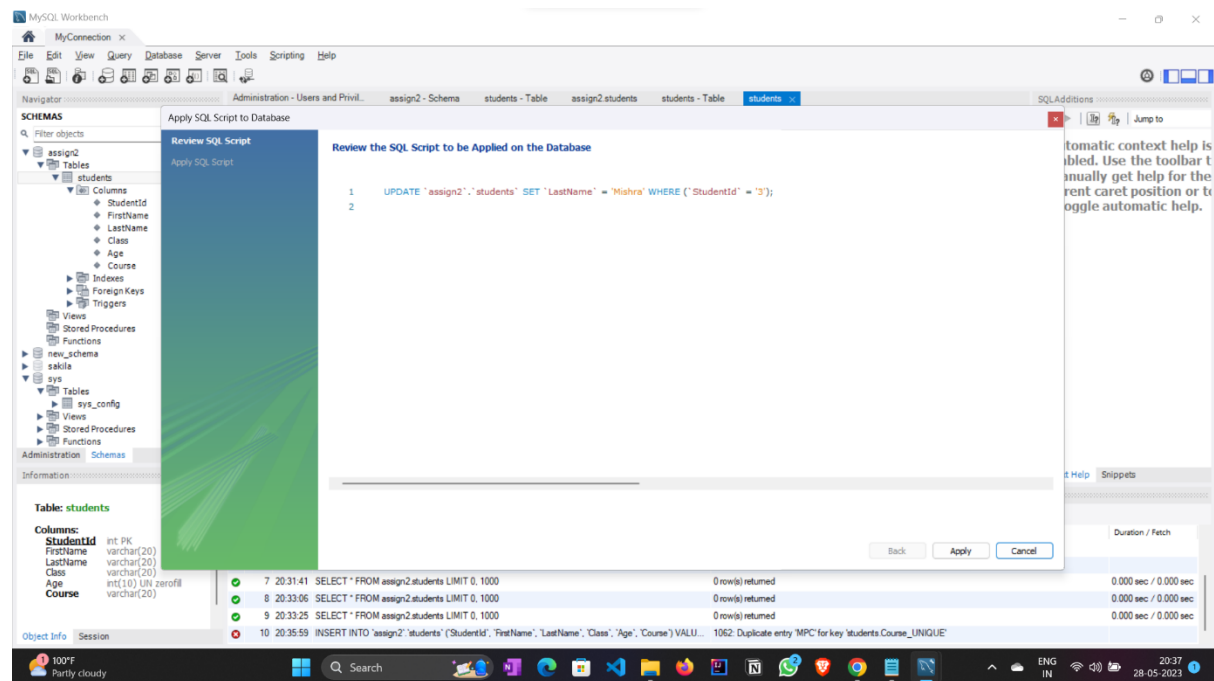 MySQL Workbench
MyConnection ×
File Edit View Query Database Server Tools Scripting Help
Navigator
Administration - Users and Privil... assign2 - Schema students - Table assign2.students students - Table students ×
SQLAdditions
SCHEMAS
Apply SQL Script to Database
Jump to
Filter objects
Review SQL Script
Apply SQL Script
Review the SQL Script to be Applied on the Database
1 UPDATE `assign2`.`students` SET `LastName` = 'Mishra' WHERE (`StudentId` = '3');
2
tomatic context help is
bled. Use the toolbar t
anually get help for the
rent caret position or to
oggle automatic help.
assign2
Tables
students
Columns
StudentId
FirstName
LastName
Class
Age
Course
Indexes
Foreign Keys
Triggers
Views
Stored Procedures
Functions
new_schema
sakila
sys
Tables
sys_config
Views
Stored Procedures
Functions
Administration Schemas
Information
t Help Snippets
Table: students
Columns:
StudentId int PK
FirstName varchar(20)
LastName varchar(20)
Class varchar(20)
Age int(10) UN zerofill
Course varchar(20)
Back Apply Cancel
Duration / Fetch
7 20:31:41 SELECT * FROM assign2.students LIMIT 0, 1000 0 row(s) returned 0.000 sec / 0.000 sec
8 20:33:06 SELECT * FROM assign2.students LIMIT 0, 1000 0 row(s) returned 0.000 sec / 0.000 sec
9 20:33:25 SELECT * FROM assign2.students LIMIT 0, 1000 0 row(s) returned 0.000 sec / 0.000 sec
10 20:35:59 INSERT INTO `assign2`.`students` (`StudentId`, `FirstName`, `LastName`, `Class`, `Age`, `Course`) VALU... 1062: Duplicate entry 'MPC' for key 'students.Course_UNIQUE'
Object Info Session
100°F
Partly cloudy
Search
ENG
IN
20:37
28-05-2023
1